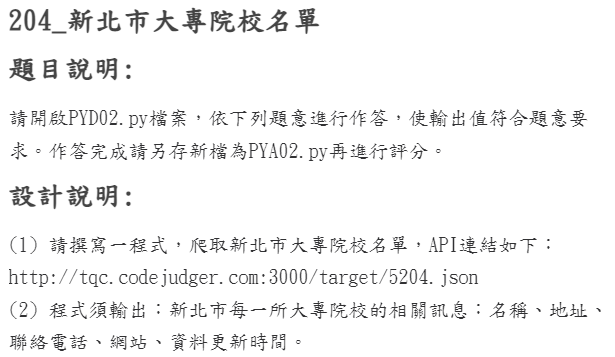 204_新北市大專院校名單
題目說明:
請開啟PYD02.py檔案，依下列題意進行作答，使輸出值符合題意要
求。作答完成請另存新檔為PYA02.py再進行評分。
設計說明:
(1) 請撰寫一程式，爬取新北市大專院校名單，API連結如下：
http://tqc.codejudger.com:3000/target/5204.json
(2) 程式須輸出：新北市每一所大專院校的相關訊息：名稱、地址、
聯絡電話、網站、資料更新時間。